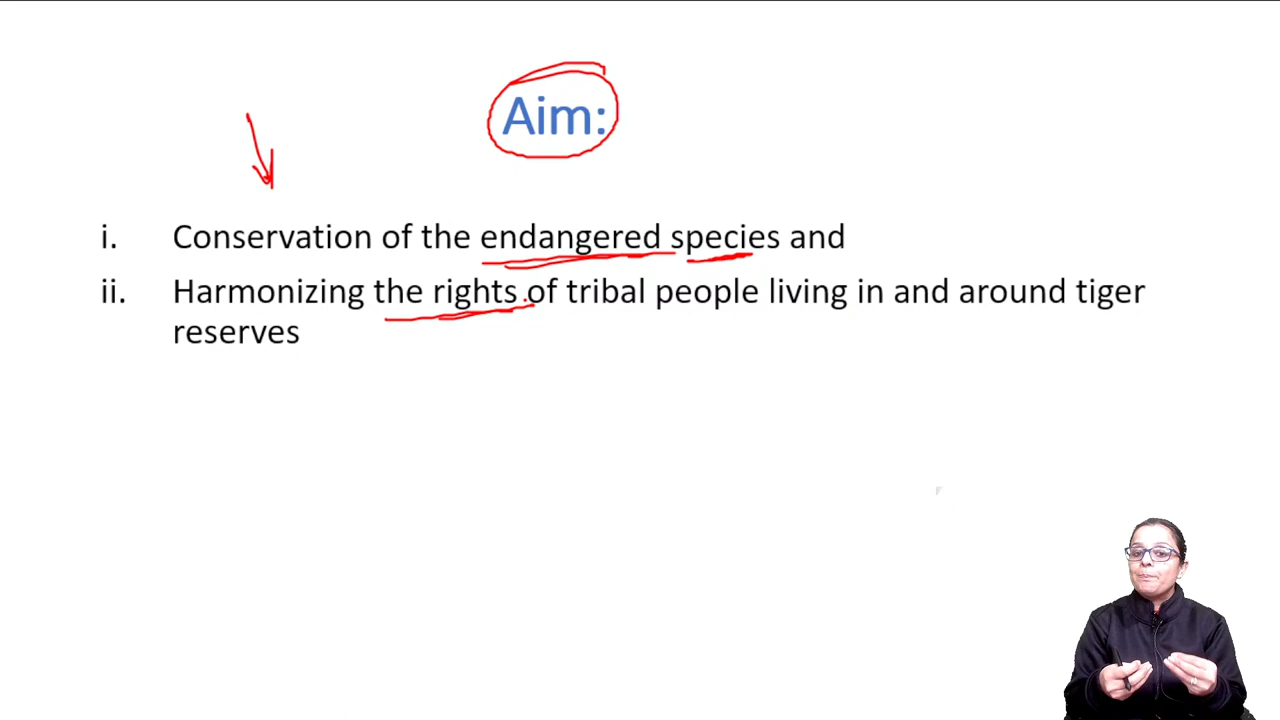 Aim:
i. Conservation of the endangered species and
ii. Harmonizing the rights of tribal people living in and around tiger
reserves